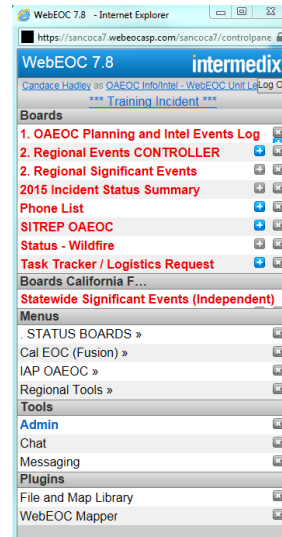 WebEOC 7.8 - Internet Explorer
https://sancoca7.webeocasp.com/sancoca7/controlpane
WebEOC 7.8 intermedix
Candace Hadley as OAEOC Info/Intel - WebEOC Unit Le Log O
*** Training Incident ***
Boards
1. OAEOC Planning and Intel Events Log
2. Regional Events CONTROLLER
2. Regional Significant Events
2015 Incident Status Summary
Phone List
SITREP OAEOC
Status - Wildfire
Task Tracker / Logistics Request
Boards California F...
Statewide Significant Events (Independent)
Menus
. STATUS BOARDS »
Cal EOC (Fusion) »
IAP OAEOC »
Regional Tools »
Tools
Admin
Chat
Messaging
Plugins
File and Map Library
WebEOC Mapper